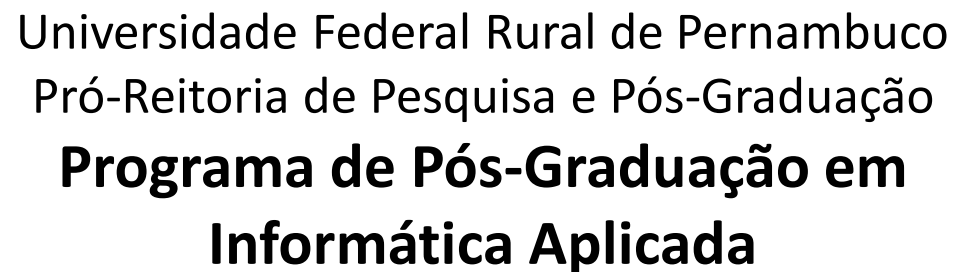 Universidade Federal Rural de Pernambuco
Pró-Reitoria de Pesquisa e Pós-Graduação
Programa de Pós-Graduação em
Informática Aplicada